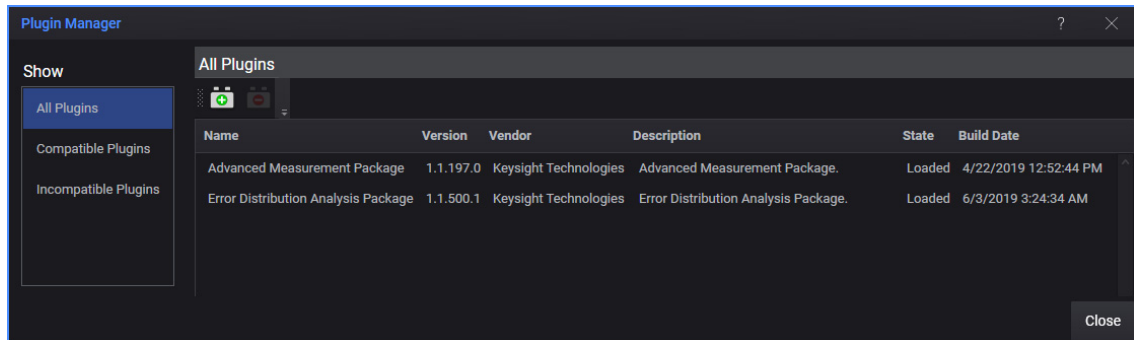 Plugin Manager ?
Show
All Plugins
Compatible Plugins
Incompatible Plugins
All Plugins
Name Version Vendor Description State Build Date
Advanced Measurement Package 1.1.197.0 Keysight Technologies Advanced Measurement Package. Loaded 4/22/2019 12:52:44 PM
Error Distribution Analysis Package 1.1.500.1 Keysight Technologies Error Distribution Analysis Package. Loaded 6/3/2019 3:24:34 AM
Close